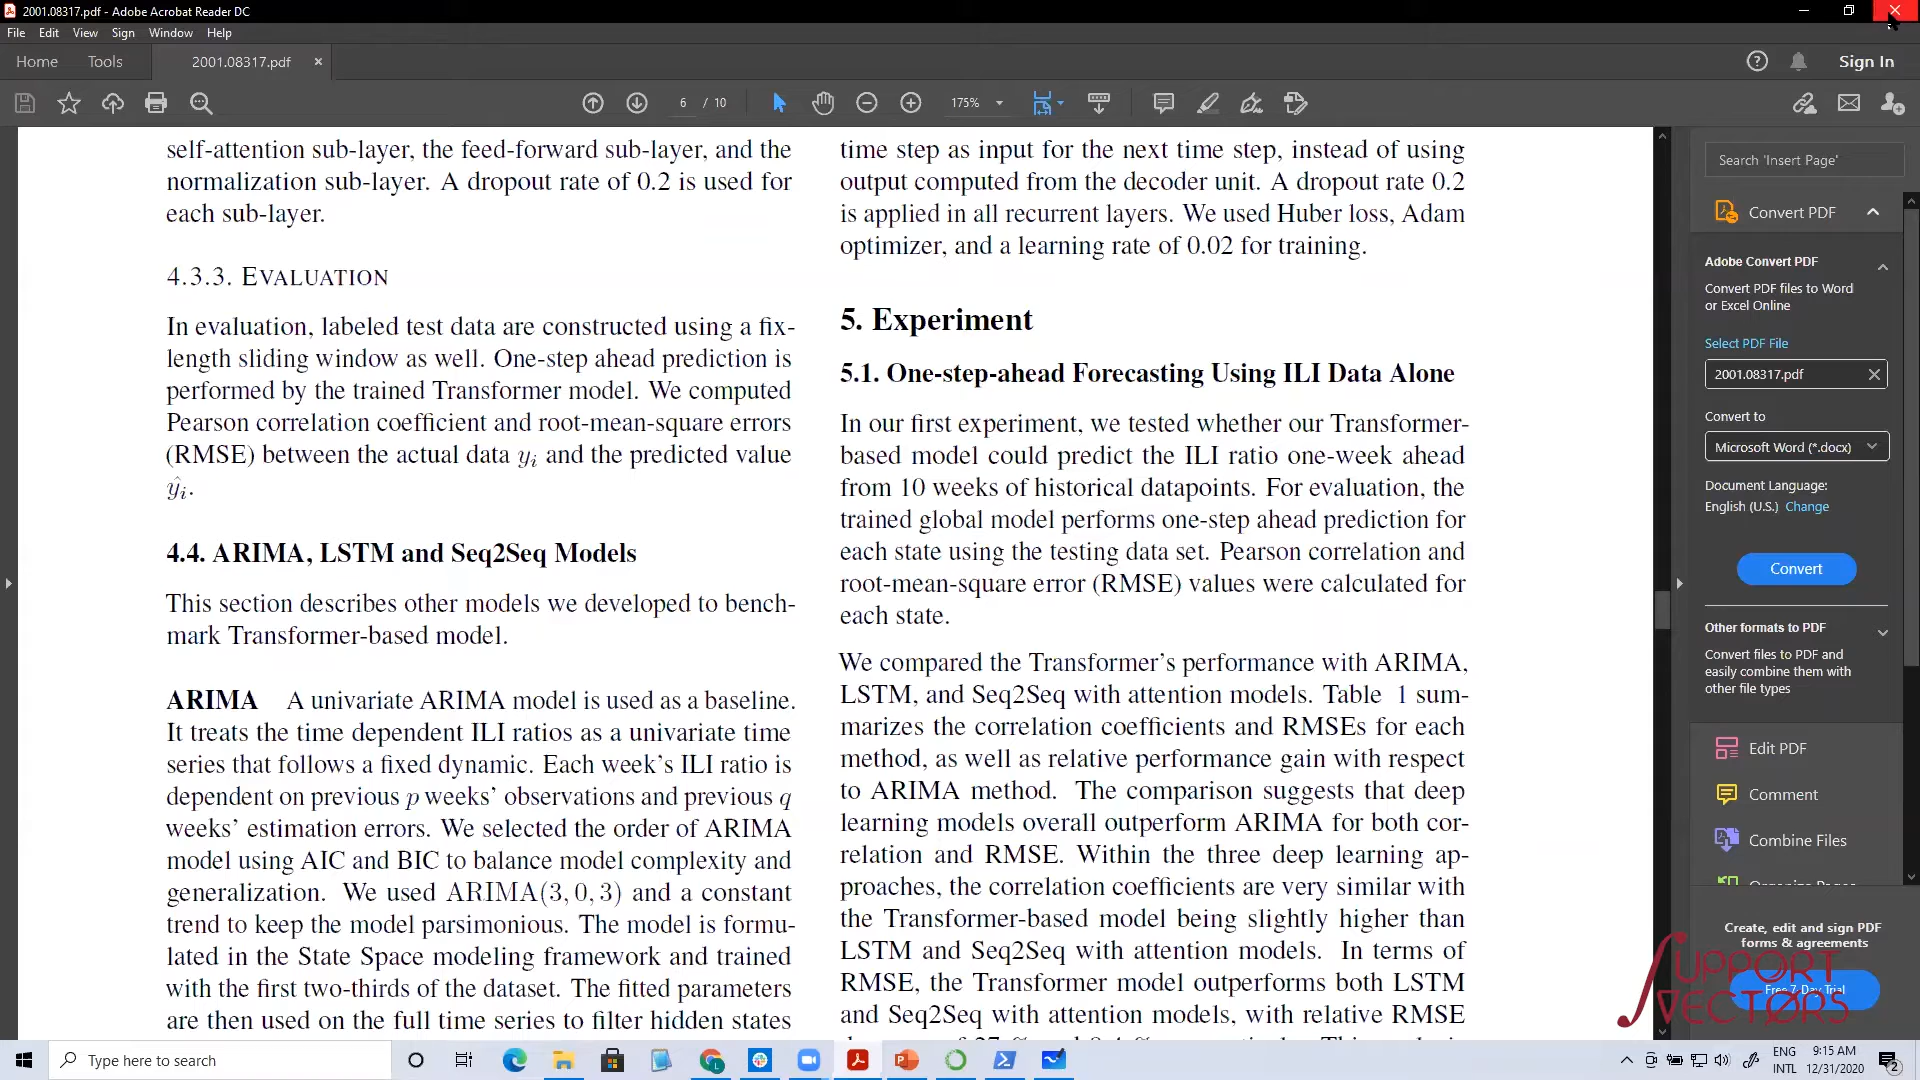 2001.08317.pdf - Adobe Acrobat Reader DC
File Edit View Sign Window Help
Home Tools 2001.08317.pdf Sign In
6 / 10 175%
self-attention sub-layer, the feed-forward sub-layer, and the
normalization sub-layer. A dropout rate of 0.2 is used for
each sub-layer.
4.3.3. EVALUATION
In evaluation, labeled test data are constructed using a fix-
length sliding window as well. One-step ahead prediction is
performed by the trained Transformer model. We computed
Pearson correlation coefficient and root-mean-square errors
(RMSE) between the actual data yᵢ and the predicted value
ŷᵢ.
4.4. ARIMA, LSTM and Seq2Seq Models
This section describes other models we developed to bench-
mark Transformer-based model.
ARIMA A univariate ARIMA model is used as a baseline.
It treats the time dependent ILI ratios as a univariate time
series that follows a fixed dynamic. Each week's ILI ratio is
dependent on previous p weeks' observations and previous q
weeks' estimation errors. We selected the order of ARIMA
model using AIC and BIC to balance model complexity and
generalization. We used ARIMA(3, 0, 3) and a constant
trend to keep the model parsimonious. The model is formu-
lated in the State Space modeling framework and trained
with the first two-thirds of the dataset. The fitted parameters
are then used on the full time series to filter hidden states
time step as input for the next time step, instead of using
output computed from the decoder unit. A dropout rate 0.2
is applied in all recurrent layers. We used Huber loss, Adam
optimizer, and a learning rate of 0.02 for training.
5. Experiment
5.1. One-step-ahead Forecasting Using ILI Data Alone
In our first experiment, we tested whether our Transformer-
based model could predict the ILI ratio one-week ahead
from 10 weeks of historical datapoints. For evaluation, the
trained global model performs one-step ahead prediction for
each state using the testing data set. Pearson correlation and
root-mean-square error (RMSE) values were calculated for
each state.
We compared the Transformer's performance with ARIMA,
LSTM, and Seq2Seq with attention models. Table 1 sum-
marizes the correlation coefficients and RMSEs for each
method, as well as relative performance gain with respect
to ARIMA method. The comparison suggests that deep
learning models overall outperform ARIMA for both cor-
relation and RMSE. Within the three deep learning ap-
proaches, the correlation coefficients are very similar with
the Transformer-based model being slightly higher than
LSTM and Seq2Seq with attention models. In terms of
RMSE, the Transformer model outperforms both LSTM
and Seq2Seq with attention models, with relative RMSE
Search 'Insert Page'
Convert PDF
Adobe Convert PDF
Convert PDF files to Word
or Excel Online
Select PDF File
2001.08317.pdf
Convert to
Microsoft Word (*.docx)
Document Language:
English (U.S.) Change
Convert
Other formats to PDF
Convert files to PDF and
easily combine them with
other file types
Edit PDF
Comment
Combine Files
Organize Pages
Create, edit and sign PDF
forms & agreements
Free 7-Day Trial
SUPPORT
VECTORS
Type here to search
ENG
INTL
9:15 AM
12/31/2020
2